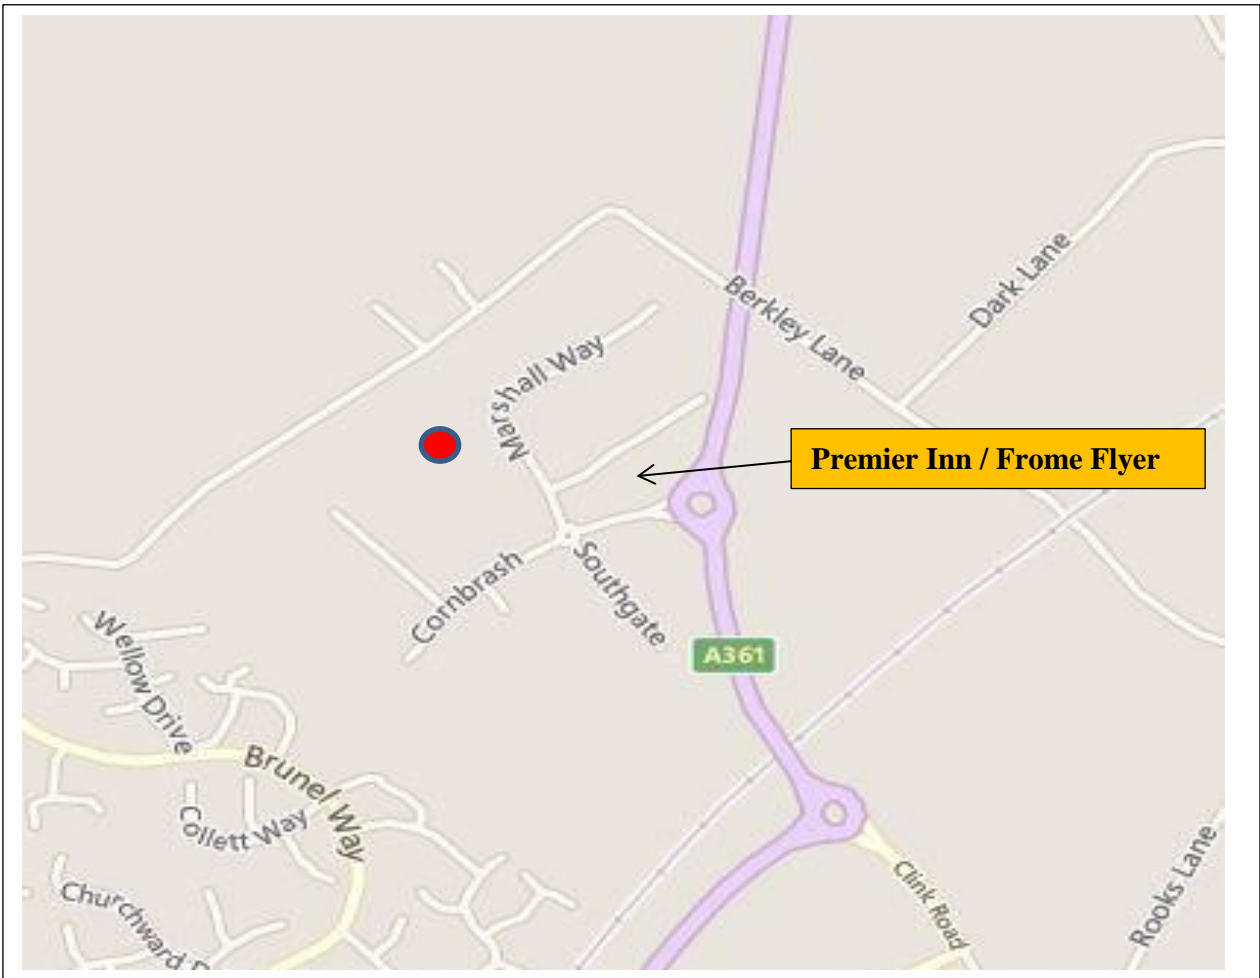 Berkley Lane
Dark Lane
Marshall Way
Premier Inn / Frome Flyer
Cornbrash
Southgate
A361
Wellow Drive
Brunel Way
Collett Way
Clink Road
Rooks Lane
Churchward